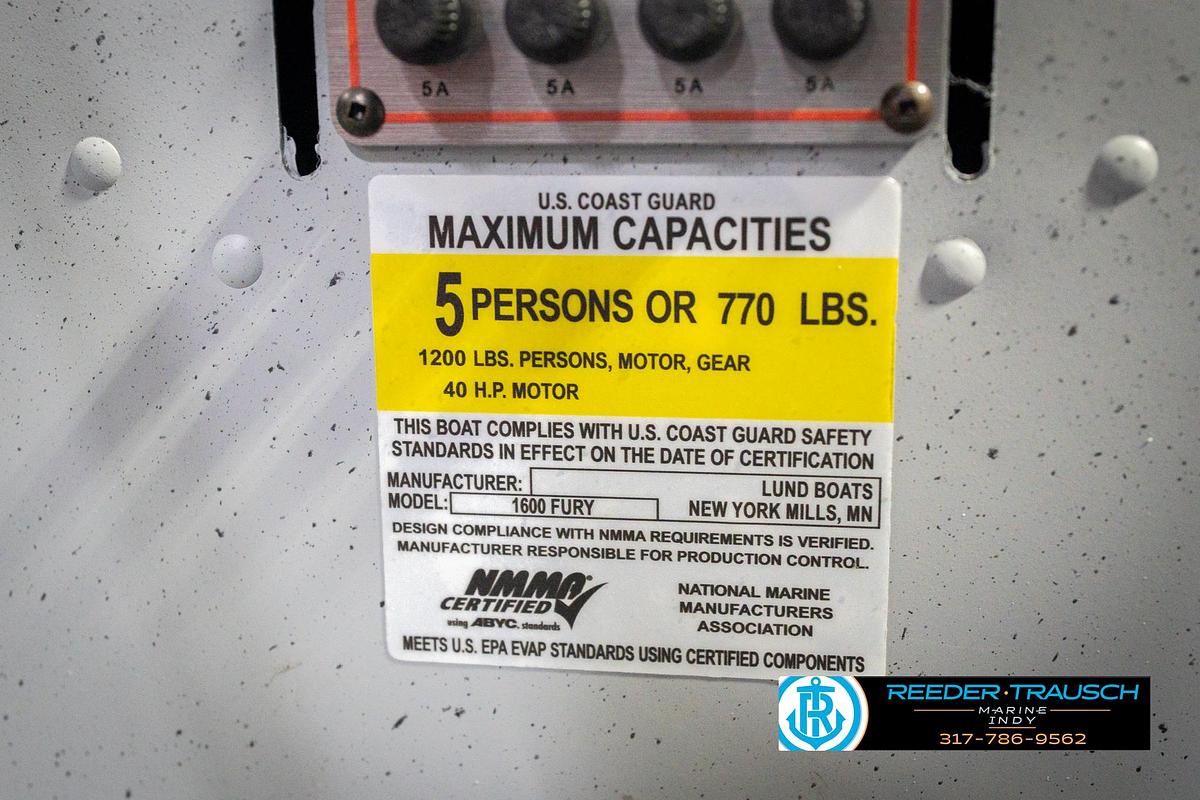 5A 5A 5A 5A
U.S. COAST GUARD
MAXIMUM CAPACITIES
5 PERSONS OR 770 LBS.
1200 LBS. PERSONS, MOTOR, GEAR
40 H.P. MOTOR
THIS BOAT COMPLIES WITH U.S. COAST GUARD SAFETY
STANDARDS IN EFFECT ON THE DATE OF CERTIFICATION
MANUFACTURER: LUND BOATS
MODEL: 1600 FURY NEW YORK MILLS, MN
DESIGN COMPLIANCE WITH NMMA REQUIREMENTS IS VERIFIED.
MANUFACTURER RESPONSIBLE FOR PRODUCTION CONTROL.
NMMA®
CERTIFIED
using ABYC. standards
NATIONAL MARINE
MANUFACTURERS
ASSOCIATION
MEETS U.S. EPA EVAP STANDARDS USING CERTIFIED COMPONENTS
R
REEDER·TRAUSCH
MARINE
INDY
317-786-9562